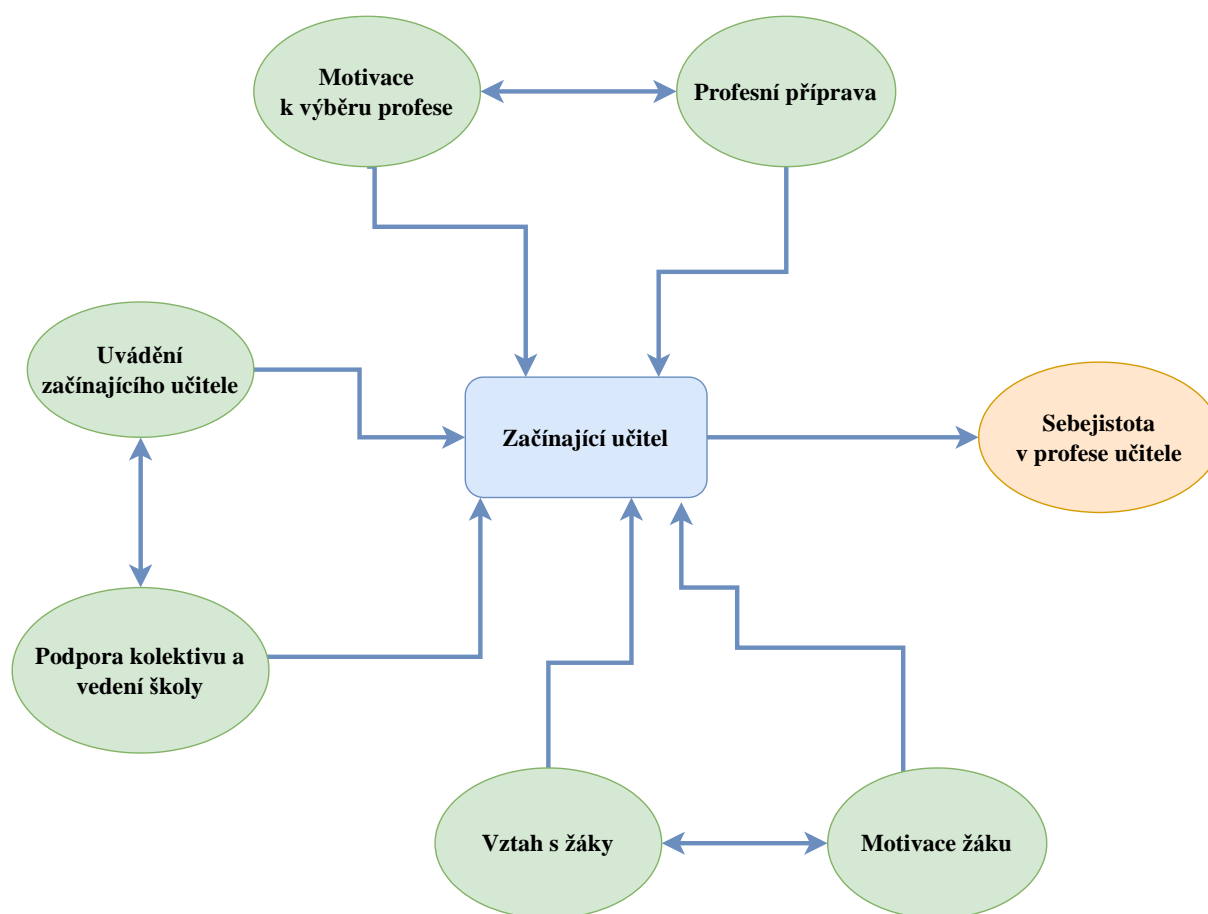 Motivace
k výběru profese
Profesní příprava
Uvádění
začínajícího učitele
Začínající učitel
Sebejistota
v profese učitele
Podpora kolektivu a
vedení školy
Vztah s žáky
Motivace žáku